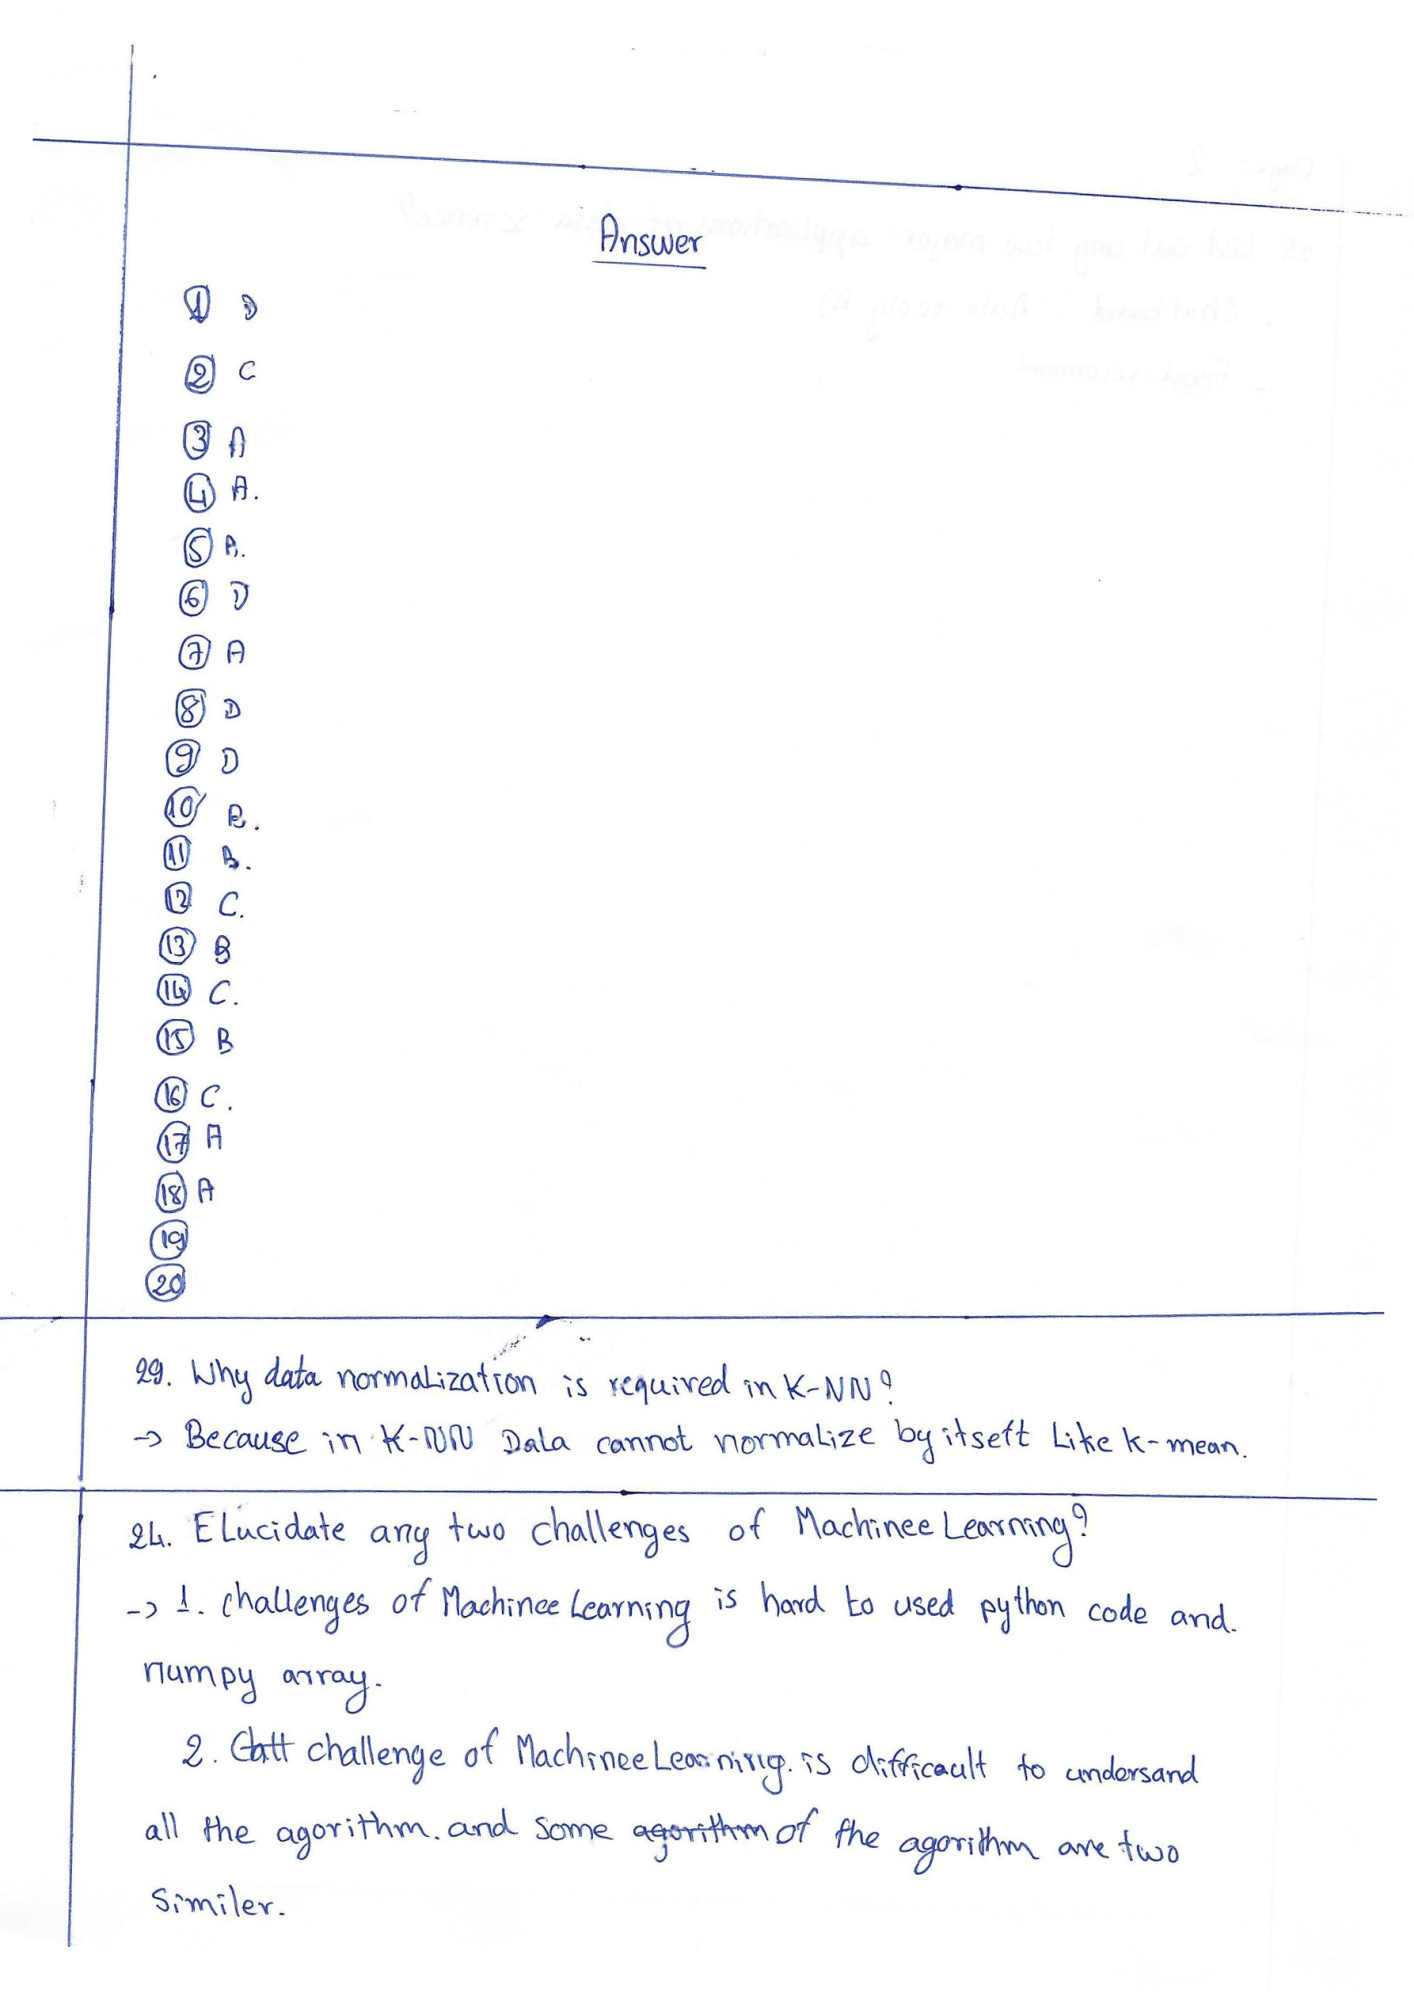 Answer
1 D
2 C
3 A
4 A.
5 A.
6 D
7 A
8 D
9 D
10 B.
11 B.
12 C.
13 B
14 C.
15 B
16 C.
17 A
18 A
19
20
29. Why data normalization is required in K-NN?
→ Because in K-NN Data cannot normalize by itself Like k-mean.
24. Elucidate any two challenges of Machinee Learning?
-> 1. challenges of Machinee Learning is hard to used python code and.
numpy array.
2. challenge of Machinee Learning. is difficault to undersand
all the agorithm. and some agorithm of the agorithm are two
Similer.